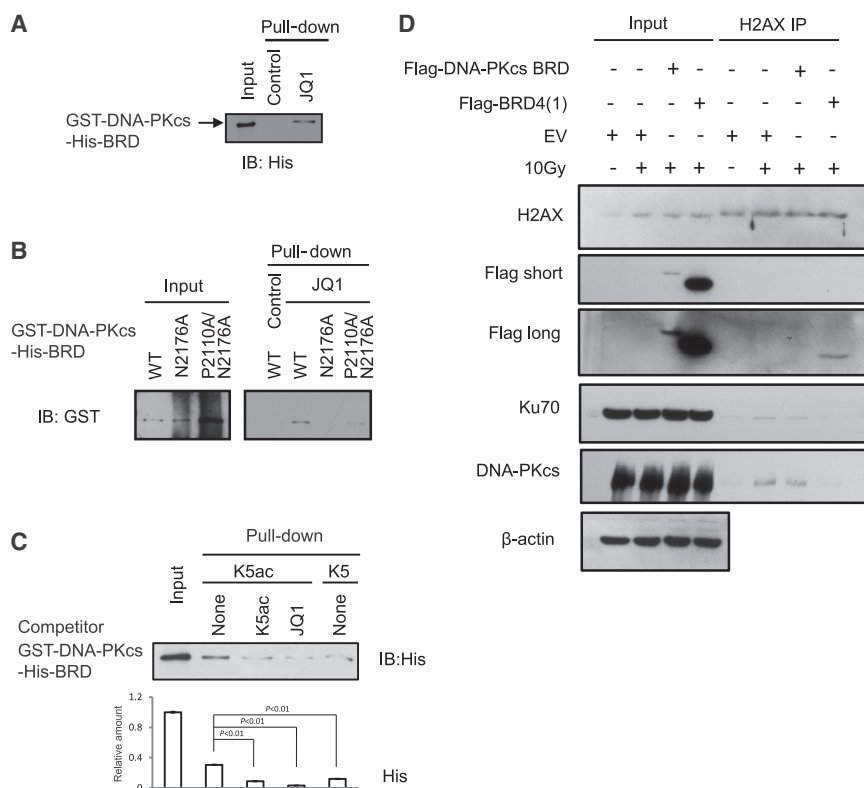 A
Pull-down
Input
Control
JQ1
GST-DNA-PKcs
-His-BRD
IB: His
B
Pull-down
Input
Control
JQ1
GST-DNA-PKcs
-His-BRD
WT
N2176A
P2110A/
N2176A
WT
WT
N2176A
P2110A/
N2176A
IB: GST
C
Pull-down
Input
K5ac
K5
Competitor
None
K5ac
JQ1
None
GST-DNA-PKcs
-His-BRD
IB:His
Relative amount
1.2
0.8
0.4
0
P<0.01
P<0.01
P<0.01
His
D
Input
H2AX IP
Flag-DNA-PKcs BRD - - + - - - + -
Flag-BRD4(1) - - - + - - - +
EV + + - - + + - -
10Gy - + + + - + + +
H2AX
Flag short
Flag long
Ku70
DNA-PKcs
β-actin